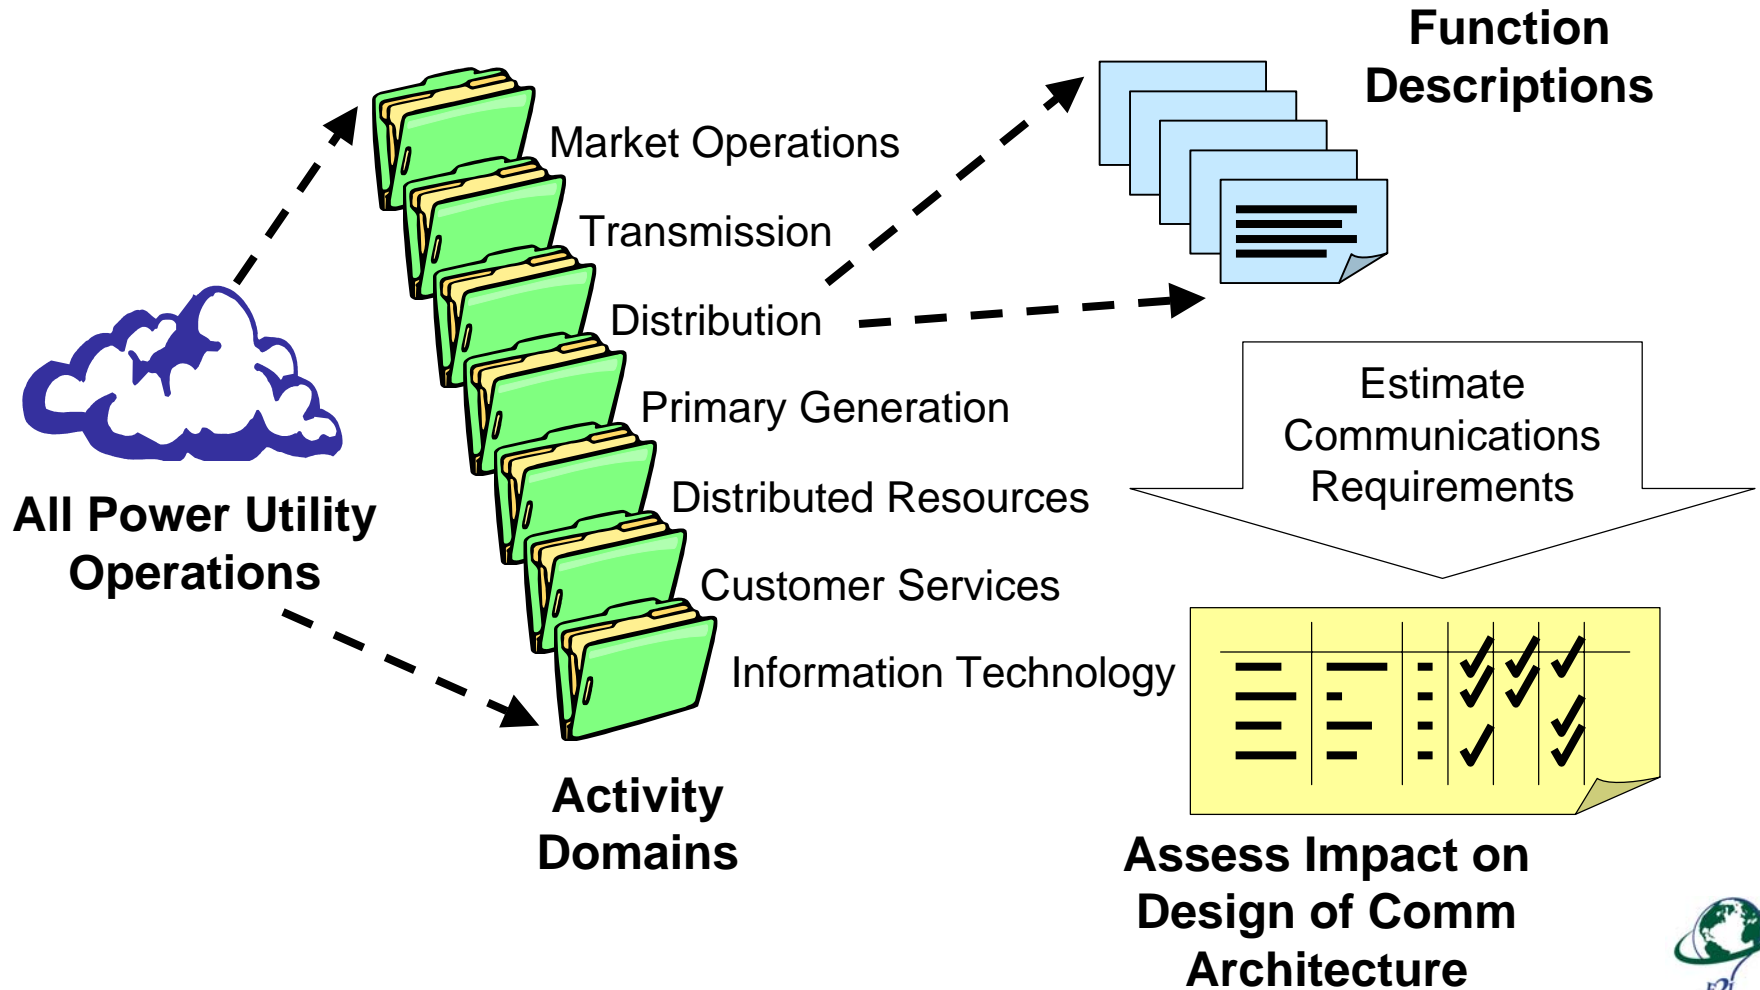 Function
Descriptions
Market Operations
Transmission
Distribution
Primary Generation
Distributed Resources
Customer Services
Information Technology
All Power Utility
Operations
Activity
Domains
Estimate
Communications
Requirements
Assess Impact on
Design of Comm
Architecture